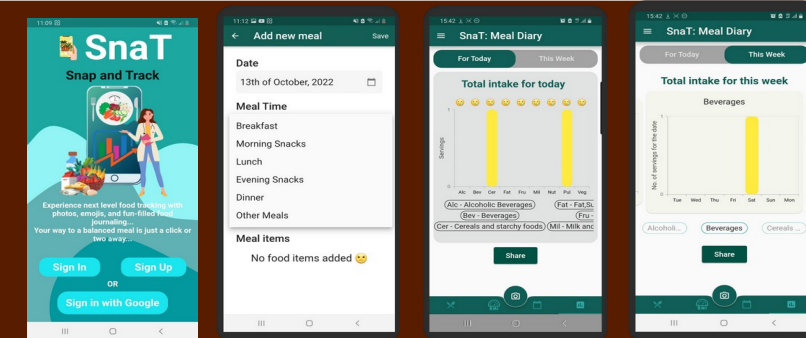 11:09
SnaT
Snap and Track
Experience next level food tracking with
photos, emojis, and fun-filled food
journaling...
Your way to a balanced meal is just a click or
two away...
Sign In
Sign Up
OR
Sign in with Google
11:12
Add new meal
Save
Date
13th of October, 2022
Meal Time
Breakfast
Morning Snacks
Lunch
Evening Snacks
Dinner
Other Meals
Meal items
No food items added
15:42
SnaT: Meal Diary
For Today
This Week
Total intake for today
1
Servings
0
Alc Bev Cer Fat Fru Mil Nut Pul Veg
(Alc - Alcoholic Beverages)
(Fat - Fat,Su
(Bev - Beverages)
(Fru -
(Cer - Cereals and starchy foods)
(Mil - Milk and
Share
15:42
SnaT: Meal Diary
For Today
This Week
Total intake for this week
Beverages
1
No. of servings for the date
0
Tue Wed Thu Fri Sat Sun Mon
Alcoholi...
Beverages
Cereals ...
Share